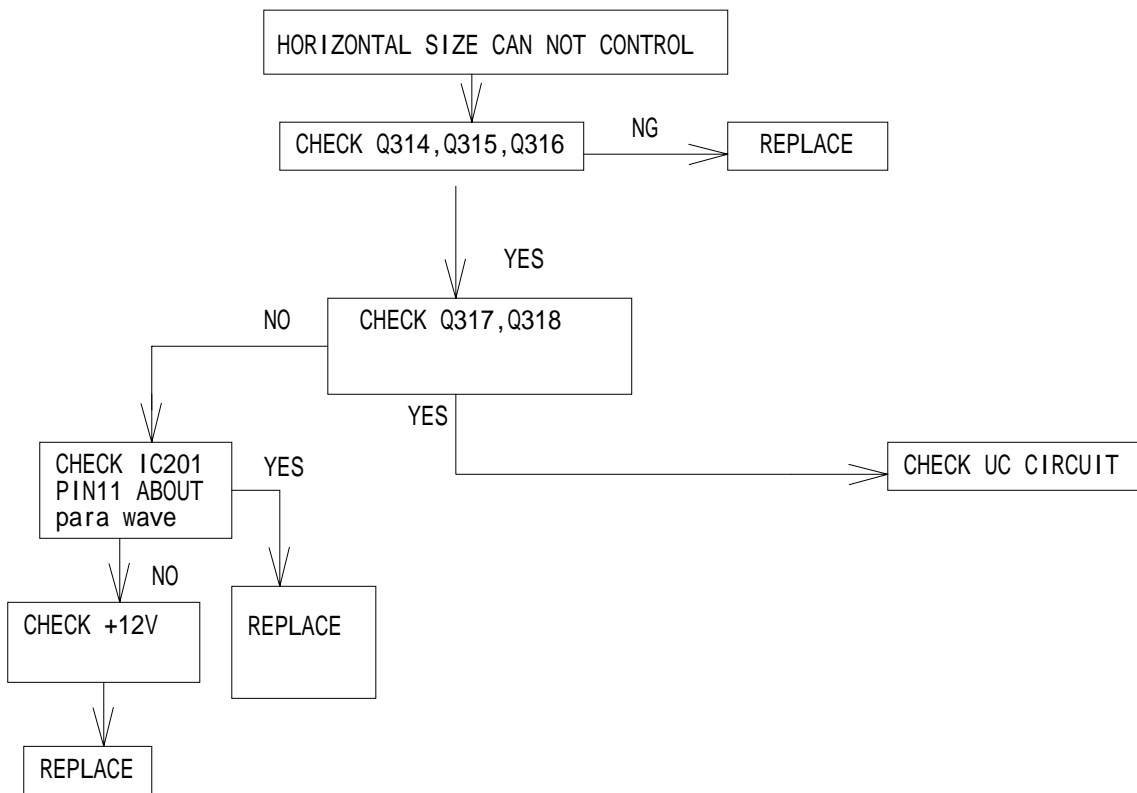 HORIZONTAL SIZE CAN NOT CONTROL
CHECK Q314,Q315,Q316
NG
REPLACE
YES
CHECK Q317,Q318
NO
YES
CHECK UC CIRCUIT
CHECK IC201
PIN11 ABOUT
para wave
YES
NO
CHECK +12V
REPLACE
REPLACE